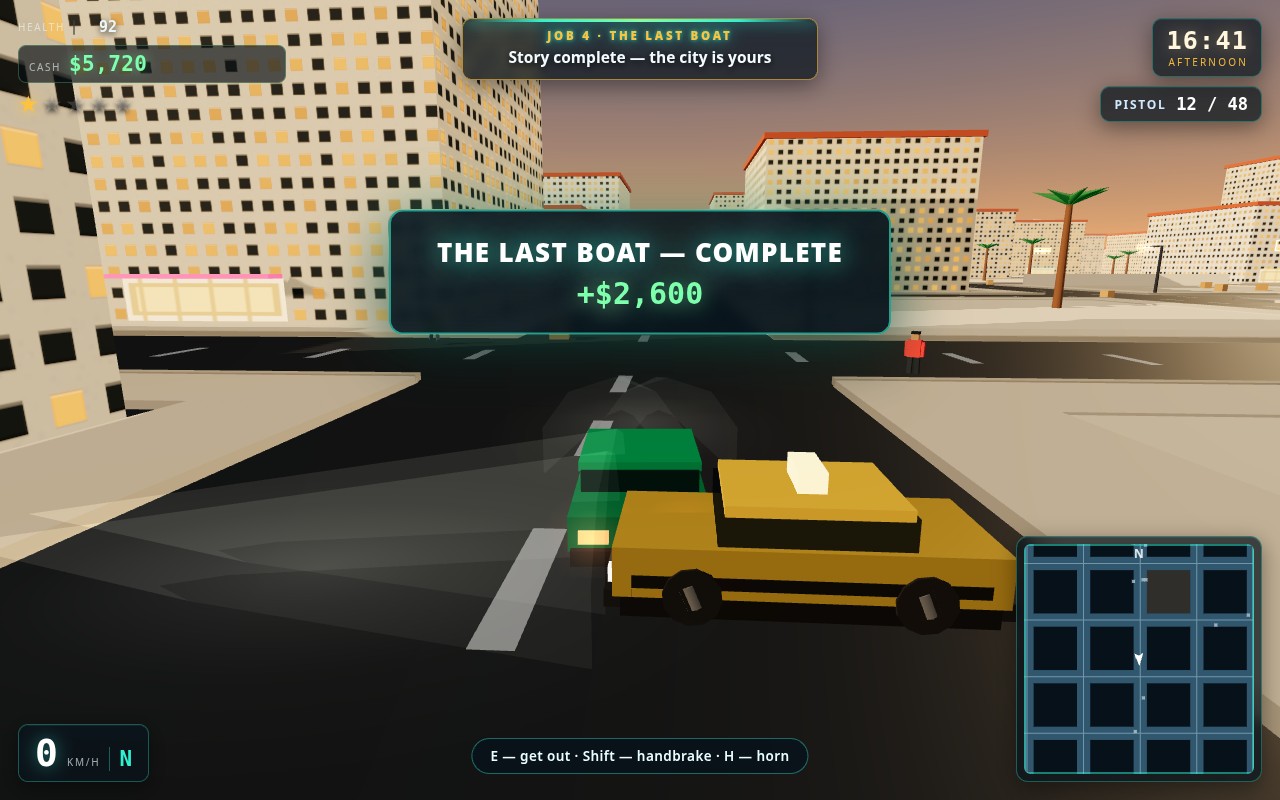 HEALTH 92
CASH $5,720
JOB 4 · THE LAST BOAT
Story complete — the city is yours
16:41
AFTERNOON
PISTOL 12 / 48
THE LAST BOAT — COMPLETE
+$2,600
N
0 KM/H N
E — get out · Shift — handbrake · H — horn